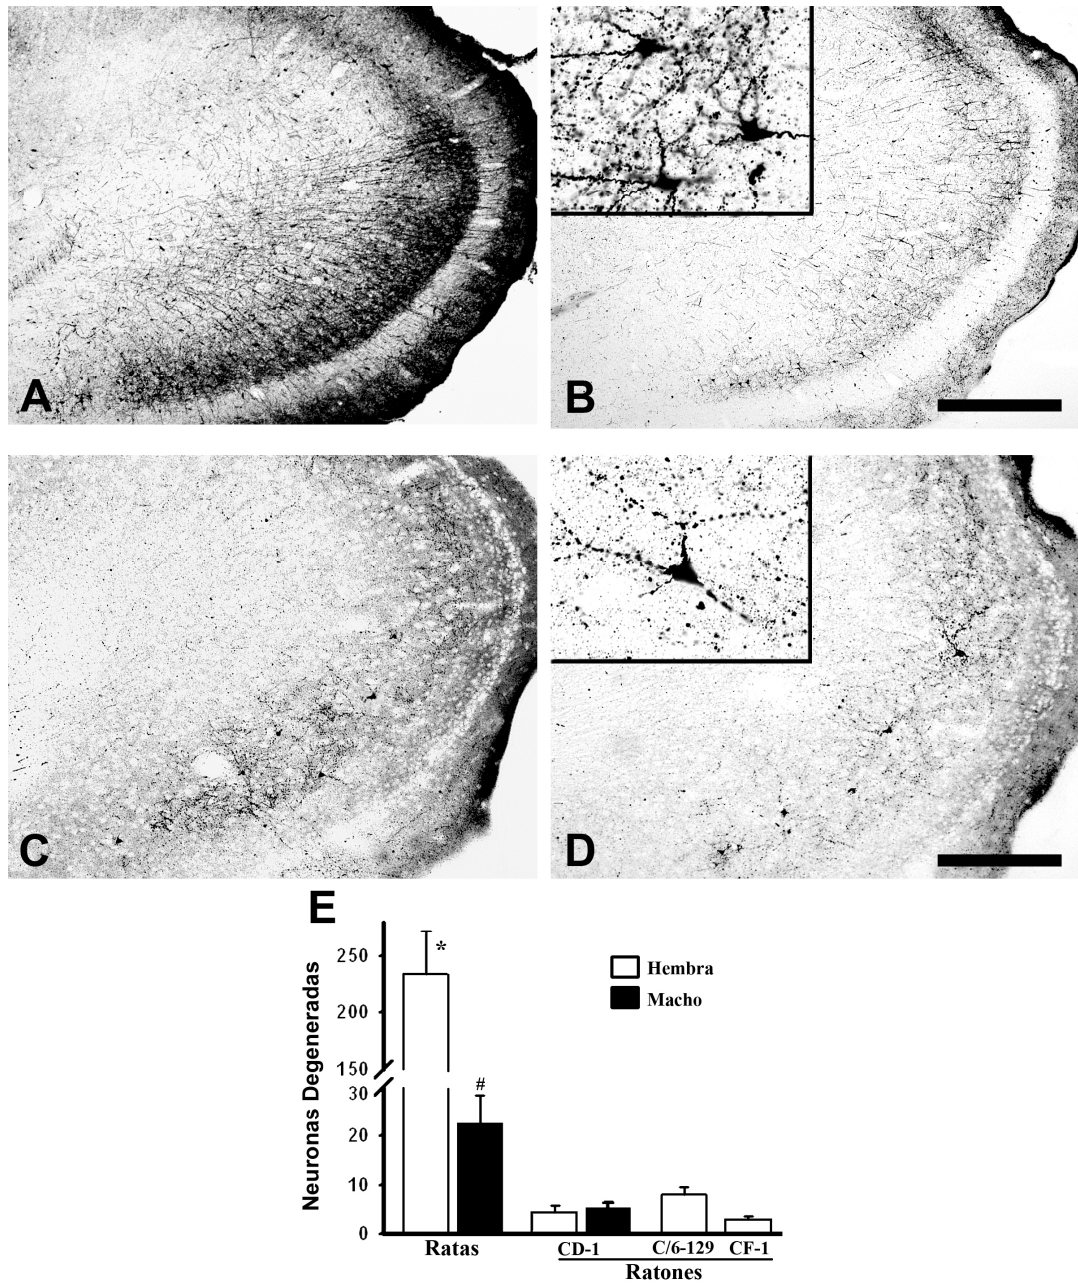 A
B
C
D
E
Neuronas Degeneradas
250
200
150
30
20
10
0
*
#
Hembra
Macho
Ratas
CD-1
C/6-129
CF-1
Ratones